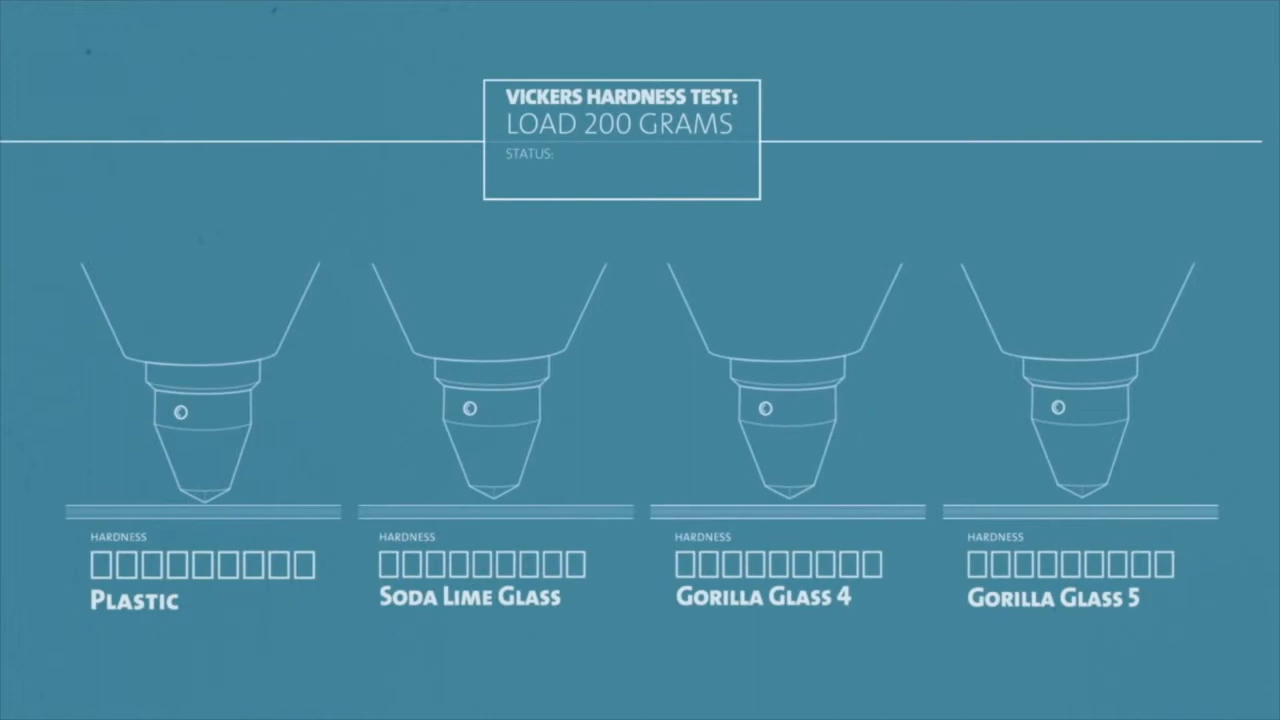 VICKERS HARDNESS TEST:
LOAD 200 GRAMS
STATUS:
HARDNESS
PLASTIC
HARDNESS
SODA LIME GLASS
HARDNESS
GORILLA GLASS 4
HARDNESS
GORILLA GLASS 5